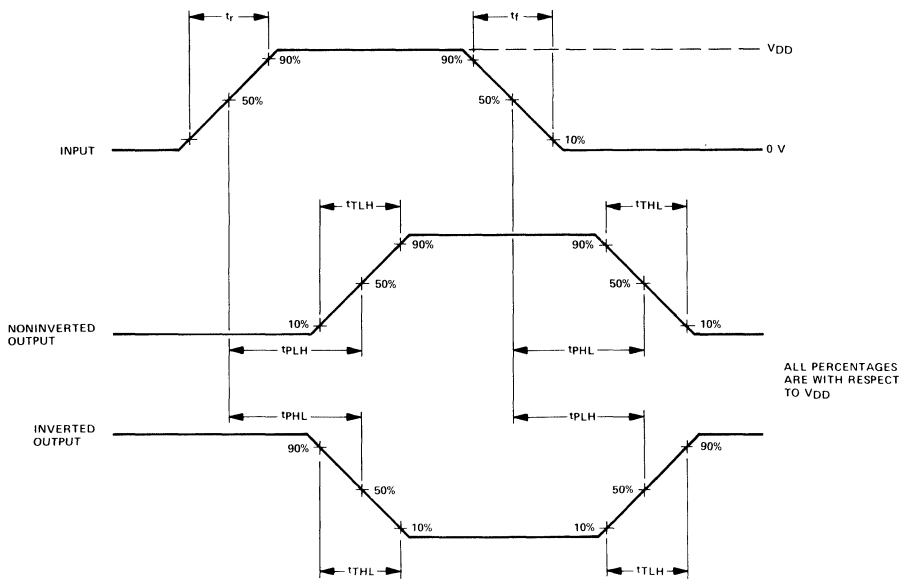 tr
tf
90%
90%
VDD
50%
50%
10%
INPUT
0 V
tTLH
tTHL
90%
90%
50%
50%
10%
10%
NONINVERTED
OUTPUT
tPLH
tPHL
ALL PERCENTAGES
ARE WITH RESPECT
TO VDD
tPHL
tPLH
INVERTED
OUTPUT
90%
90%
50%
50%
10%
10%
tTHL
tTLH